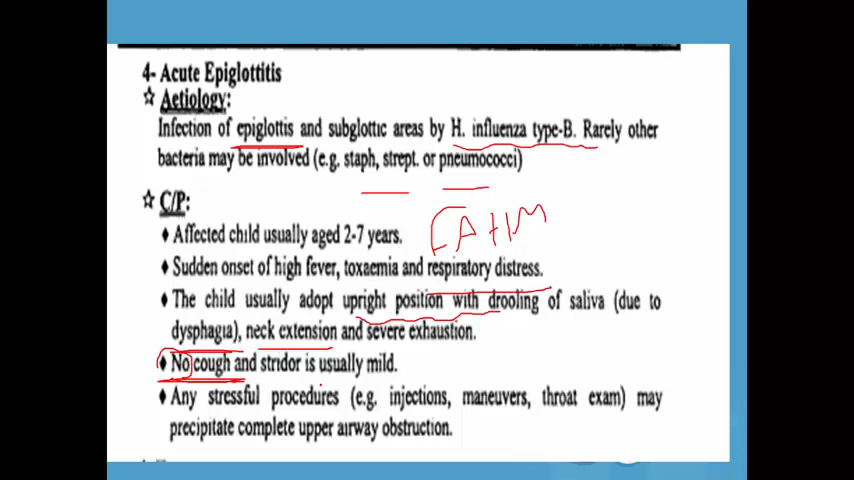 4- Acute Epiglottitis
☆ Aetiology:
Infection of epiglottis and subglottic areas by H. influenza type-B. Rarely other
bacteria may be involved (e.g. staph, strept. or pneumococci)
☆ C/P:
♦ Affected child usually aged 2-7 years.
♦ Sudden onset of high fever, toxaemia and respiratory distress.
♦ The child usually adopt upright position with drooling of saliva (due to
dysphagia), neck extension and severe exhaustion.
♦ No cough and stridor is usually mild.
♦ Any stressful procedures (e.g. injections, maneuvers, throat exam) may
precipitate complete upper airway obstruction.